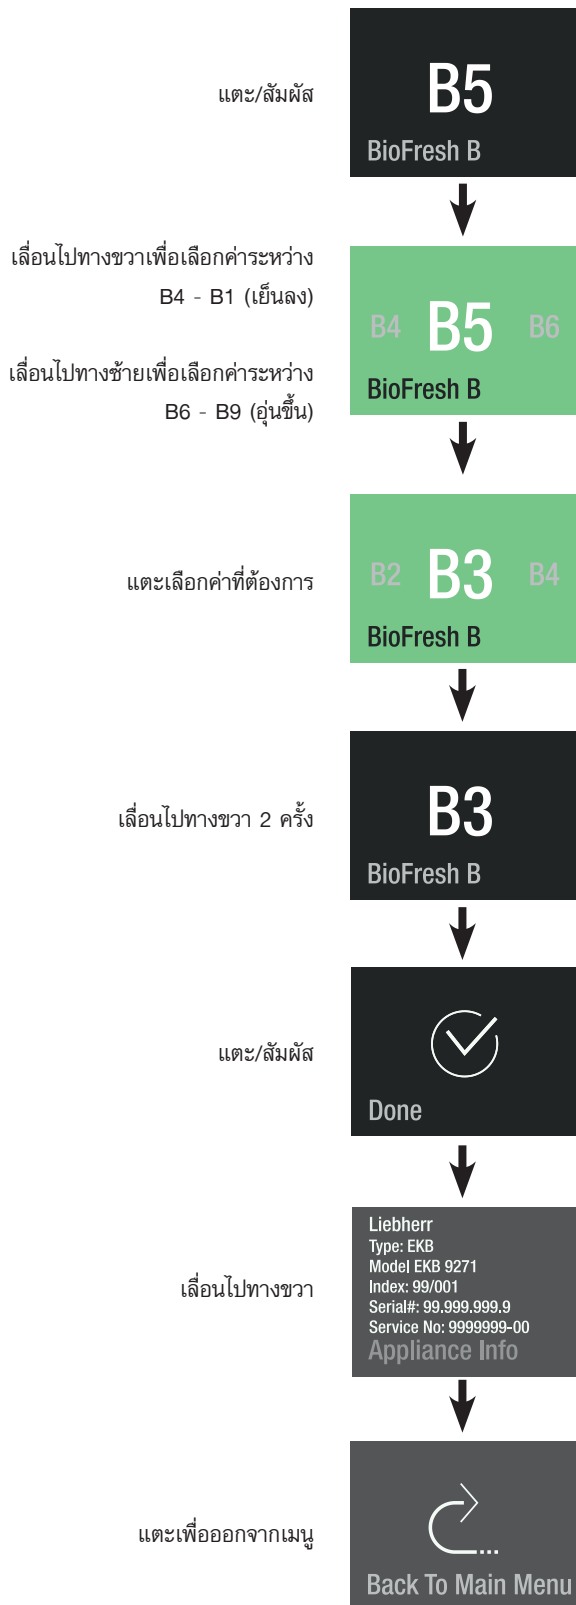 แตะ/สัมผัส
B5
BioFresh B
เลื่อนไปทางขวาเพื่อเลือกค่าระหว่าง
B4 - B1 (เย็นลง)
เลื่อนไปทางซ้ายเพื่อเลือกค่าระหว่าง
B6 - B9 (อุ่นขึ้น)
B4 B5 B6
BioFresh B
แตะเลือกค่าที่ต้องการ
B2 B3 B4
BioFresh B
เลื่อนไปทางขวา 2 ครั้ง
B3
BioFresh B
แตะ/สัมผัส
Done
เลื่อนไปทางขวา
Liebherr
Type: EKB
Model EKB 9271
Index: 99/001
Serial#: 99.999.999.9
Service No: 9999999-00
Appliance Info
แตะเพื่อออกจากเมนู
Back To Main Menu